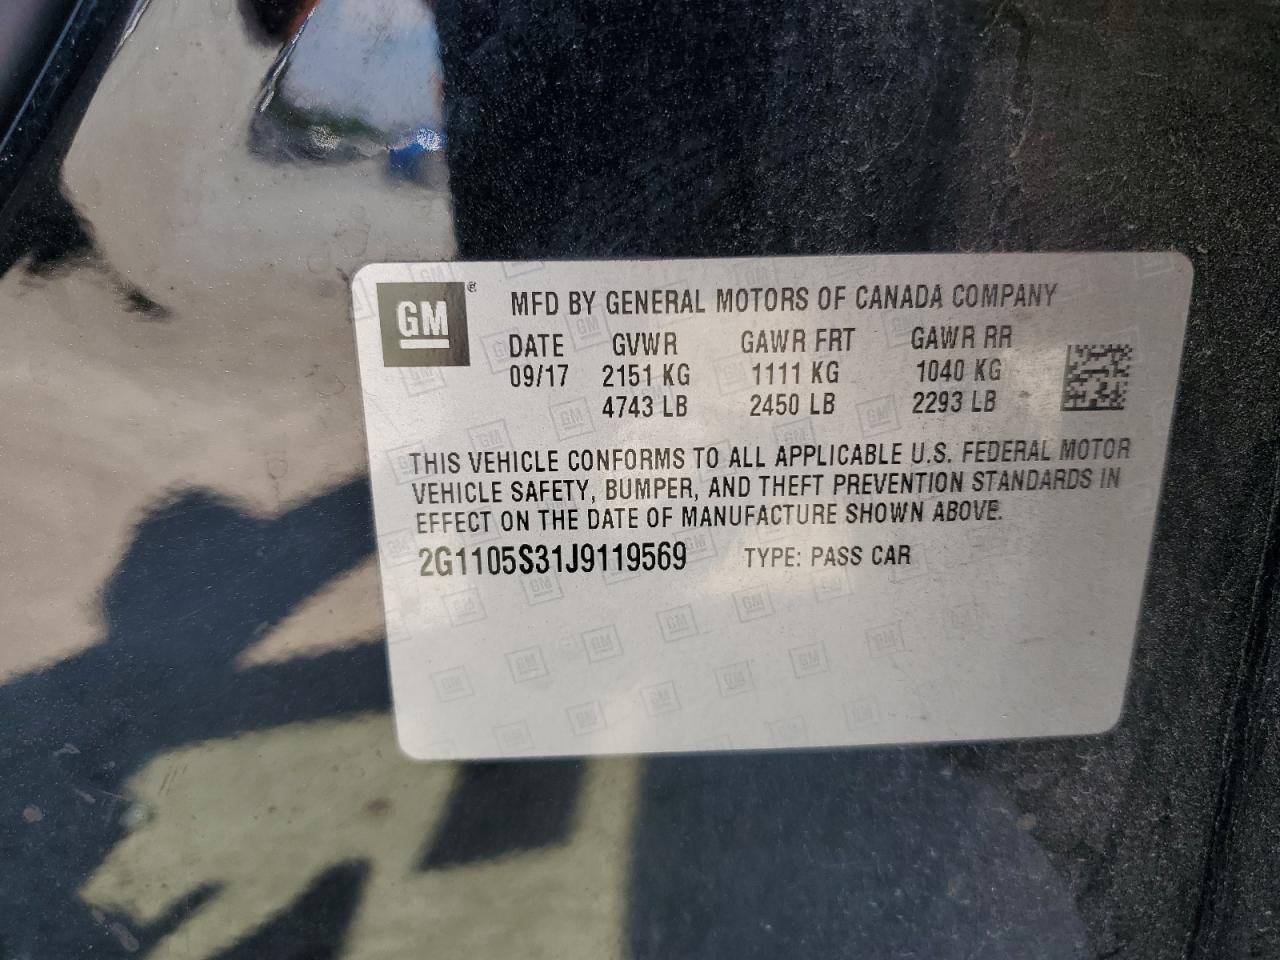 GM ® MFD BY GENERAL MOTORS OF CANADA COMPANY
DATE GVWR GAWR FRT GAWR RR
09/17 2151 KG 1111 KG 1040 KG
4743 LB 2450 LB 2293 LB
THIS VEHICLE CONFORMS TO ALL APPLICABLE U.S. FEDERAL MOTOR
VEHICLE SAFETY, BUMPER, AND THEFT PREVENTION STANDARDS IN
EFFECT ON THE DATE OF MANUFACTURE SHOWN ABOVE.
2G1105S31J9119569 TYPE: PASS CAR